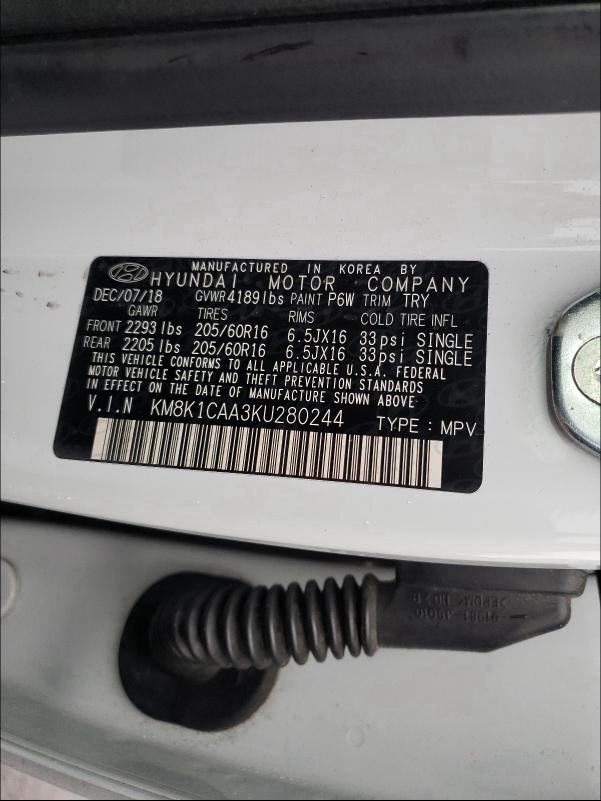 MANUFACTURED IN KOREA BY
HYUNDAI MOTOR COMPANY
DEC/07/18 GVWR 4189lbs PAINT P6W TRIM TRY
GAWR TIRES RIMS COLD TIRE INFL
FRONT 2293lbs 205/60R16 6.5JX16 33psi SINGLE
REAR 2205lbs 205/60R16 6.5JX16 33psi SINGLE
THIS VEHICLE CONFORMS TO ALL APPLICABLE U.S.A. FEDERAL
MOTOR VEHICLE SAFETY AND THEFT PREVENTION STANDARDS
IN EFFECT ON THE DATE OF MANUFACTURE SHOWN ABOVE.
V.I.N KM8K1CAA3KU280244 TYPE : MPV